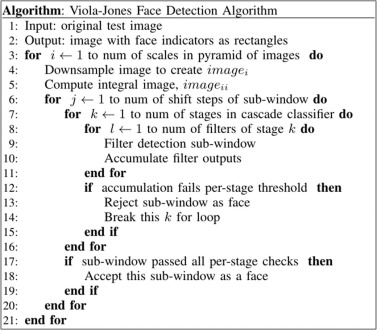 Algorithm: Viola-Jones Face Detection Algorithm
1: Input: original test image
2: Output: image with face indicators as rectangles
3: for i ← 1 to num of scales in pyramid of images do
4: Downsample image to create image_i
5: Compute integral image, image_ii
6: for j ← 1 to num of shift steps of sub-window do
7: for k ← 1 to num of stages in cascade classifier do
8: for l ← 1 to num of filters of stage k do
9: Filter detection sub-window
10: Accumulate filter outputs
11: end for
12: if accumulation fails per-stage threshold then
13: Reject sub-window as face
14: Break this k for loop
15: end if
16: end for
17: if sub-window passed all per-stage checks then
18: Accept this sub-window as a face
19: end if
20: end for
21: end for